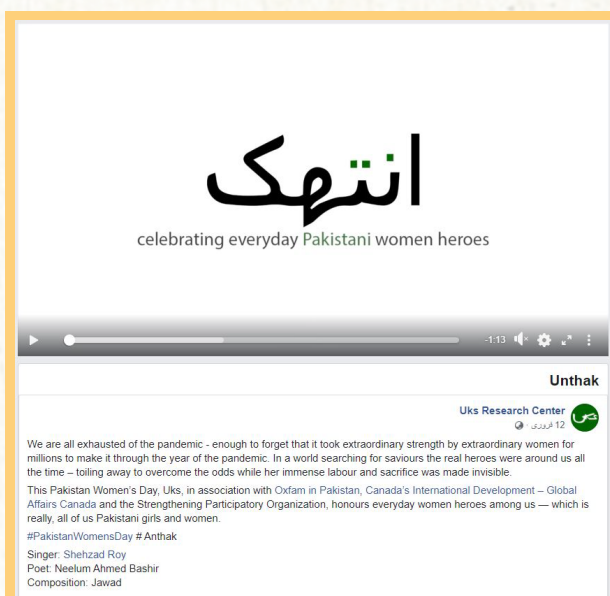 انتھک
celebrating everyday Pakistani women heroes
-1:13
Unthak
Uks Research Center
12 فروری ·
We are all exhausted of the pandemic - enough to forget that it took extraordinary strength by extraordinary women for
millions to make it through the year of the pandemic. In a world searching for saviours the real heroes were around us all
the time – toiling away to overcome the odds while her immense labour and sacrifice was made invisible.
This Pakistan Women's Day, Uks, in association with Oxfam in Pakistan, Canada's International Development – Global
Affairs Canada and the Strengthening Participatory Organization, honours everyday women heroes among us — which is
really, all of us Pakistani girls and women.
#PakistanWomensDay # Anthak
Singer: Shehzad Roy
Poet: Neelum Ahmed Bashir
Composition: Jawad